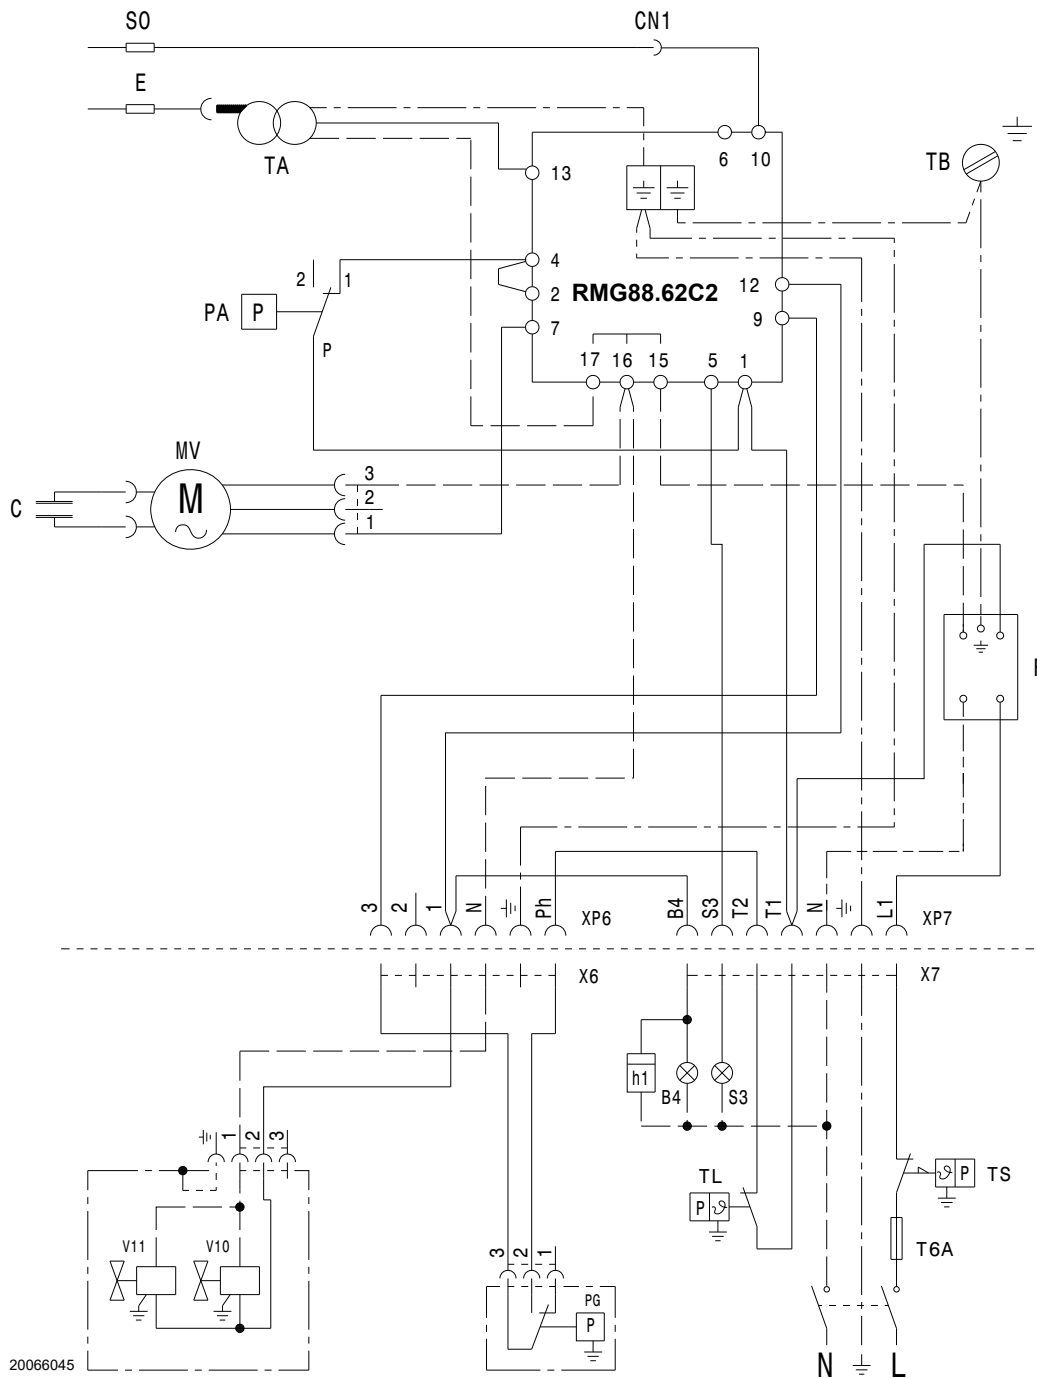 SO CN1
E
TA
TB
6 10
13
4
2 RMG88.62C2
7
12
9
17 16 15 5 1
2 1
PA P
P
MV
C M
3
2
1
3 2 1 N Ph XP6
B4 S3 T2 T1 N L1 XP7
X6 X7
h1 B4 S3
1 2 3
V11 V10
TL
P ϑ
ϑ P TS
T6A
3 2 1
PG
P
N L
20066045